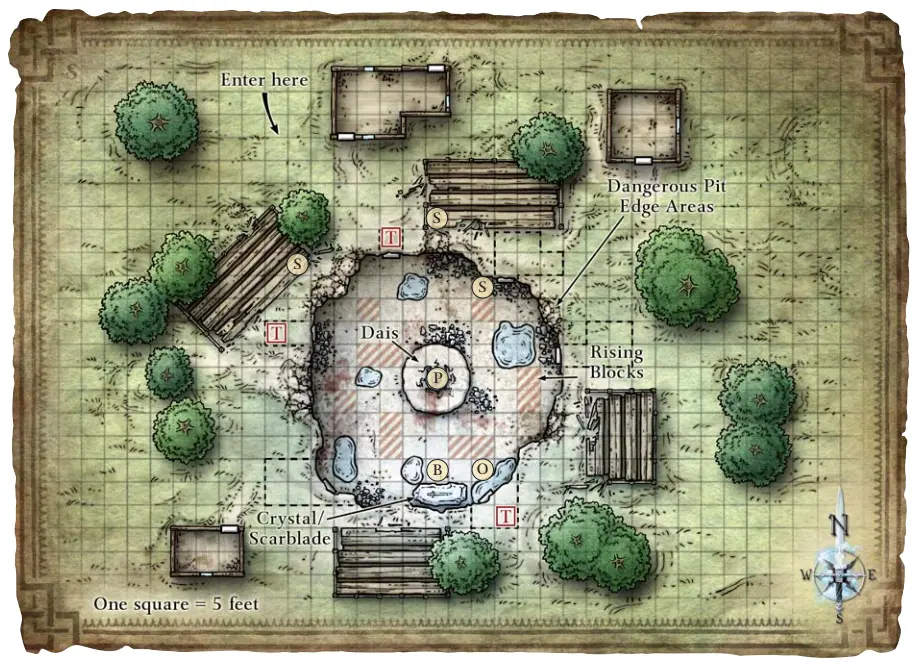 Enter here
Dangerous Pit
Edge Areas
S
T
S
S
T
Dais
Rising
Blocks
P
B
O
T
Crystal/
Scarblade
One square = 5 feet
N
W
E
S